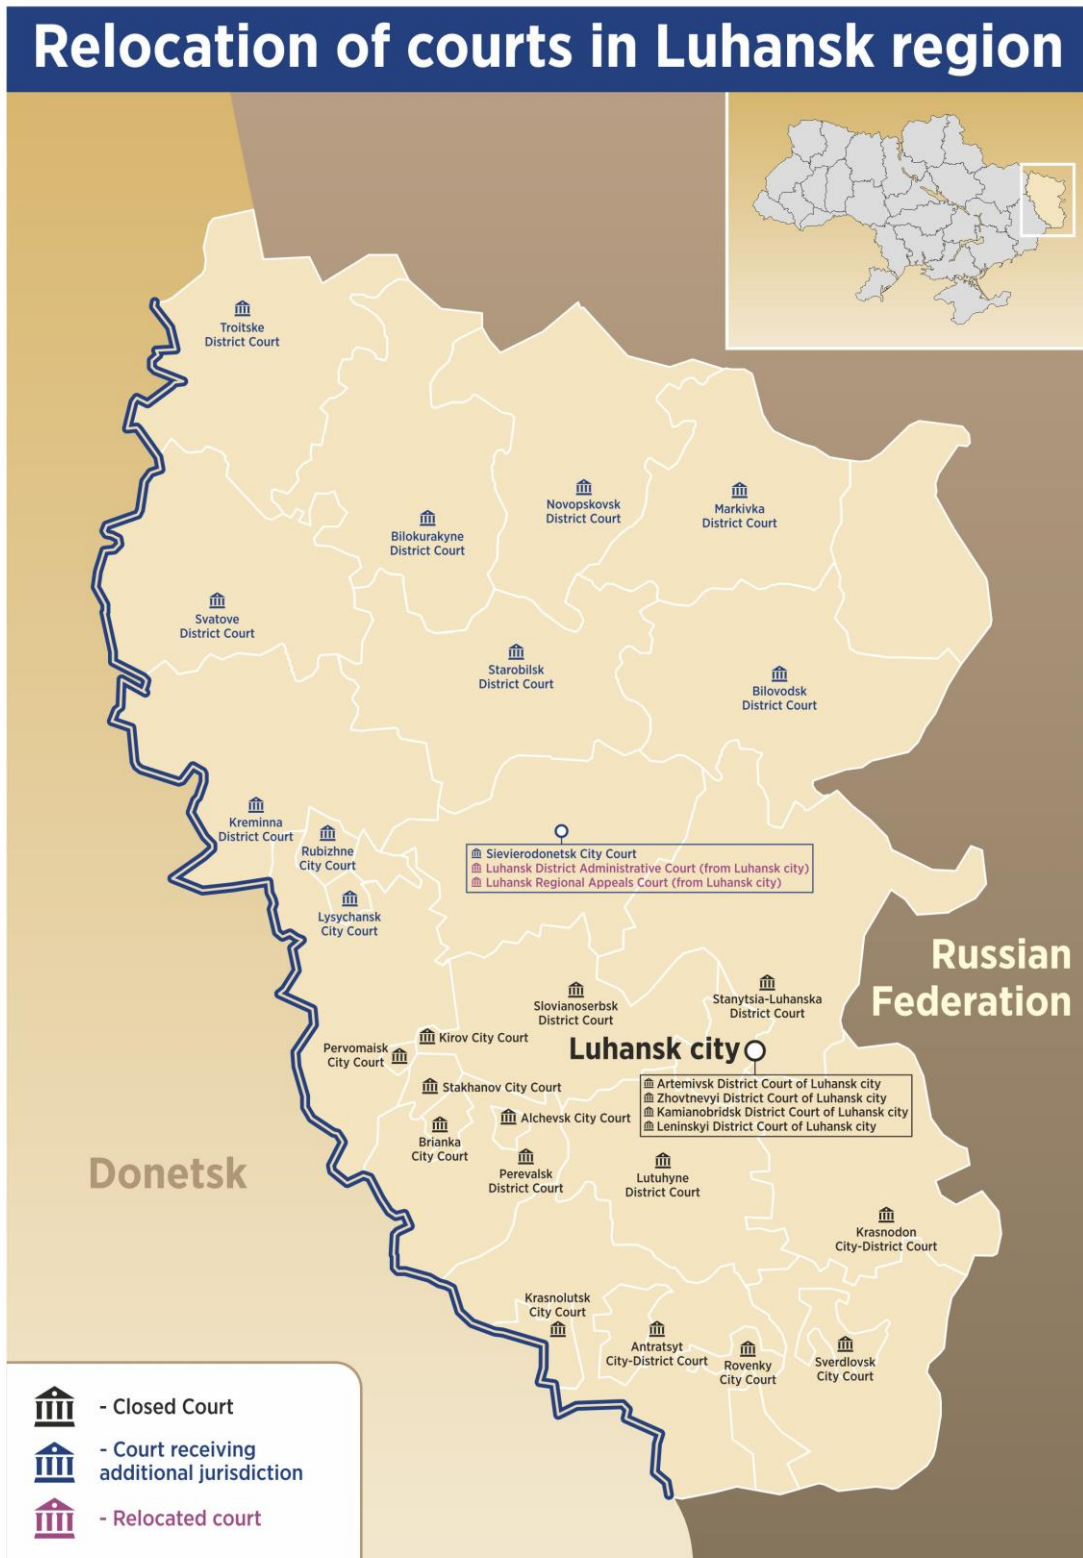 Relocation of courts in Luhansk region
Troitske
District Court
Novopskovsk
District Court
Markivka
District Court
Bilokurakyne
District Court
Svatove
District Court
Starobilsk
District Court
Bilovodsk
District Court
Kreminna
District Court
Rubizhne
City Court
Sievierodonetsk City Court
Luhansk District Administrative Court (from Luhansk city)
Luhansk Regional Appeals Court (from Luhansk city)
Lysychansk
City Court
Russian
Federation
Slovianoserbsk
District Court
Stanytsia-Luhanska
District Court
Kirov City Court
Pervomaisk
City Court
Luhansk city
Stakhanov City Court
Artemivsk District Court of Luhansk city
Zhovtnevyi District Court of Luhansk city
Kamianobridsk District Court of Luhansk city
Leninskyi District Court of Luhansk city
Alchevsk City Court
Brianka
City Court
Perevalsk
District Court
Lutuhyne
District Court
Donetsk
Krasnodon
City-District Court
Krasnolutsk
City Court
Antratsyt
City-District Court
Rovenky
City Court
Sverdlovsk
City Court
- Closed Court
- Court receiving
additional jurisdiction
- Relocated court